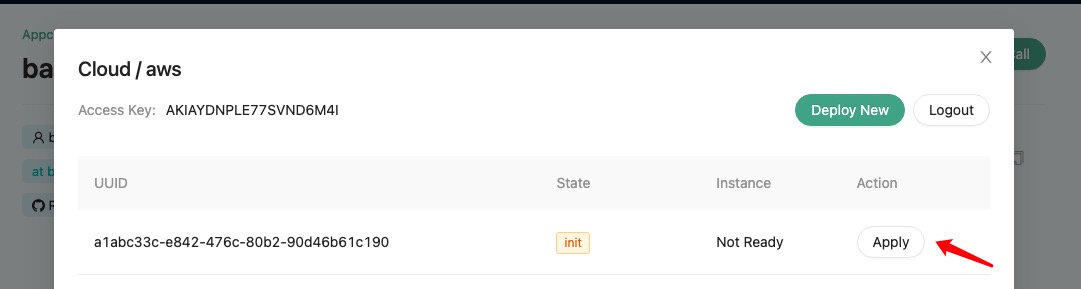 Appc
ba
all
Cloud / aws
Access Key: AKIAYDNPLE77SVND6M4I
Deploy New
Logout
b
at b
R
UUID State Instance Action
a1abc33c-e842-476c-80b2-90d46b61c190 init Not Ready Apply